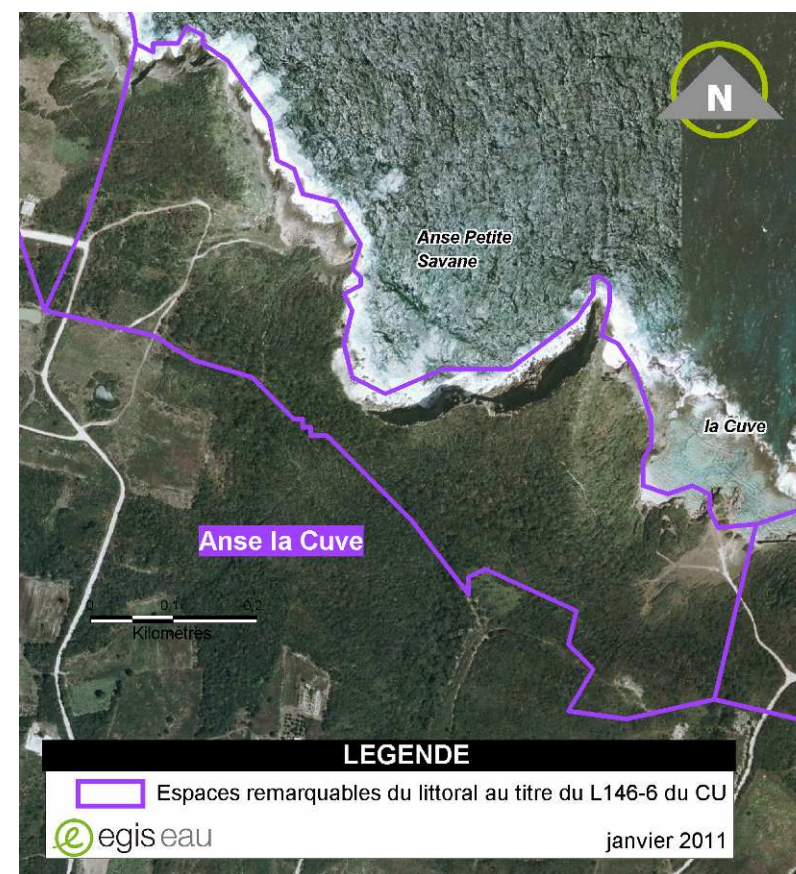 N
Anse Petite
Savane
la Cuve
Anse la Cuve
0 0,1 0,2
Kilomètres
LEGENDE
Espaces remarquables du littoral au titre du L146-6 du CU
egis eau
janvier 2011